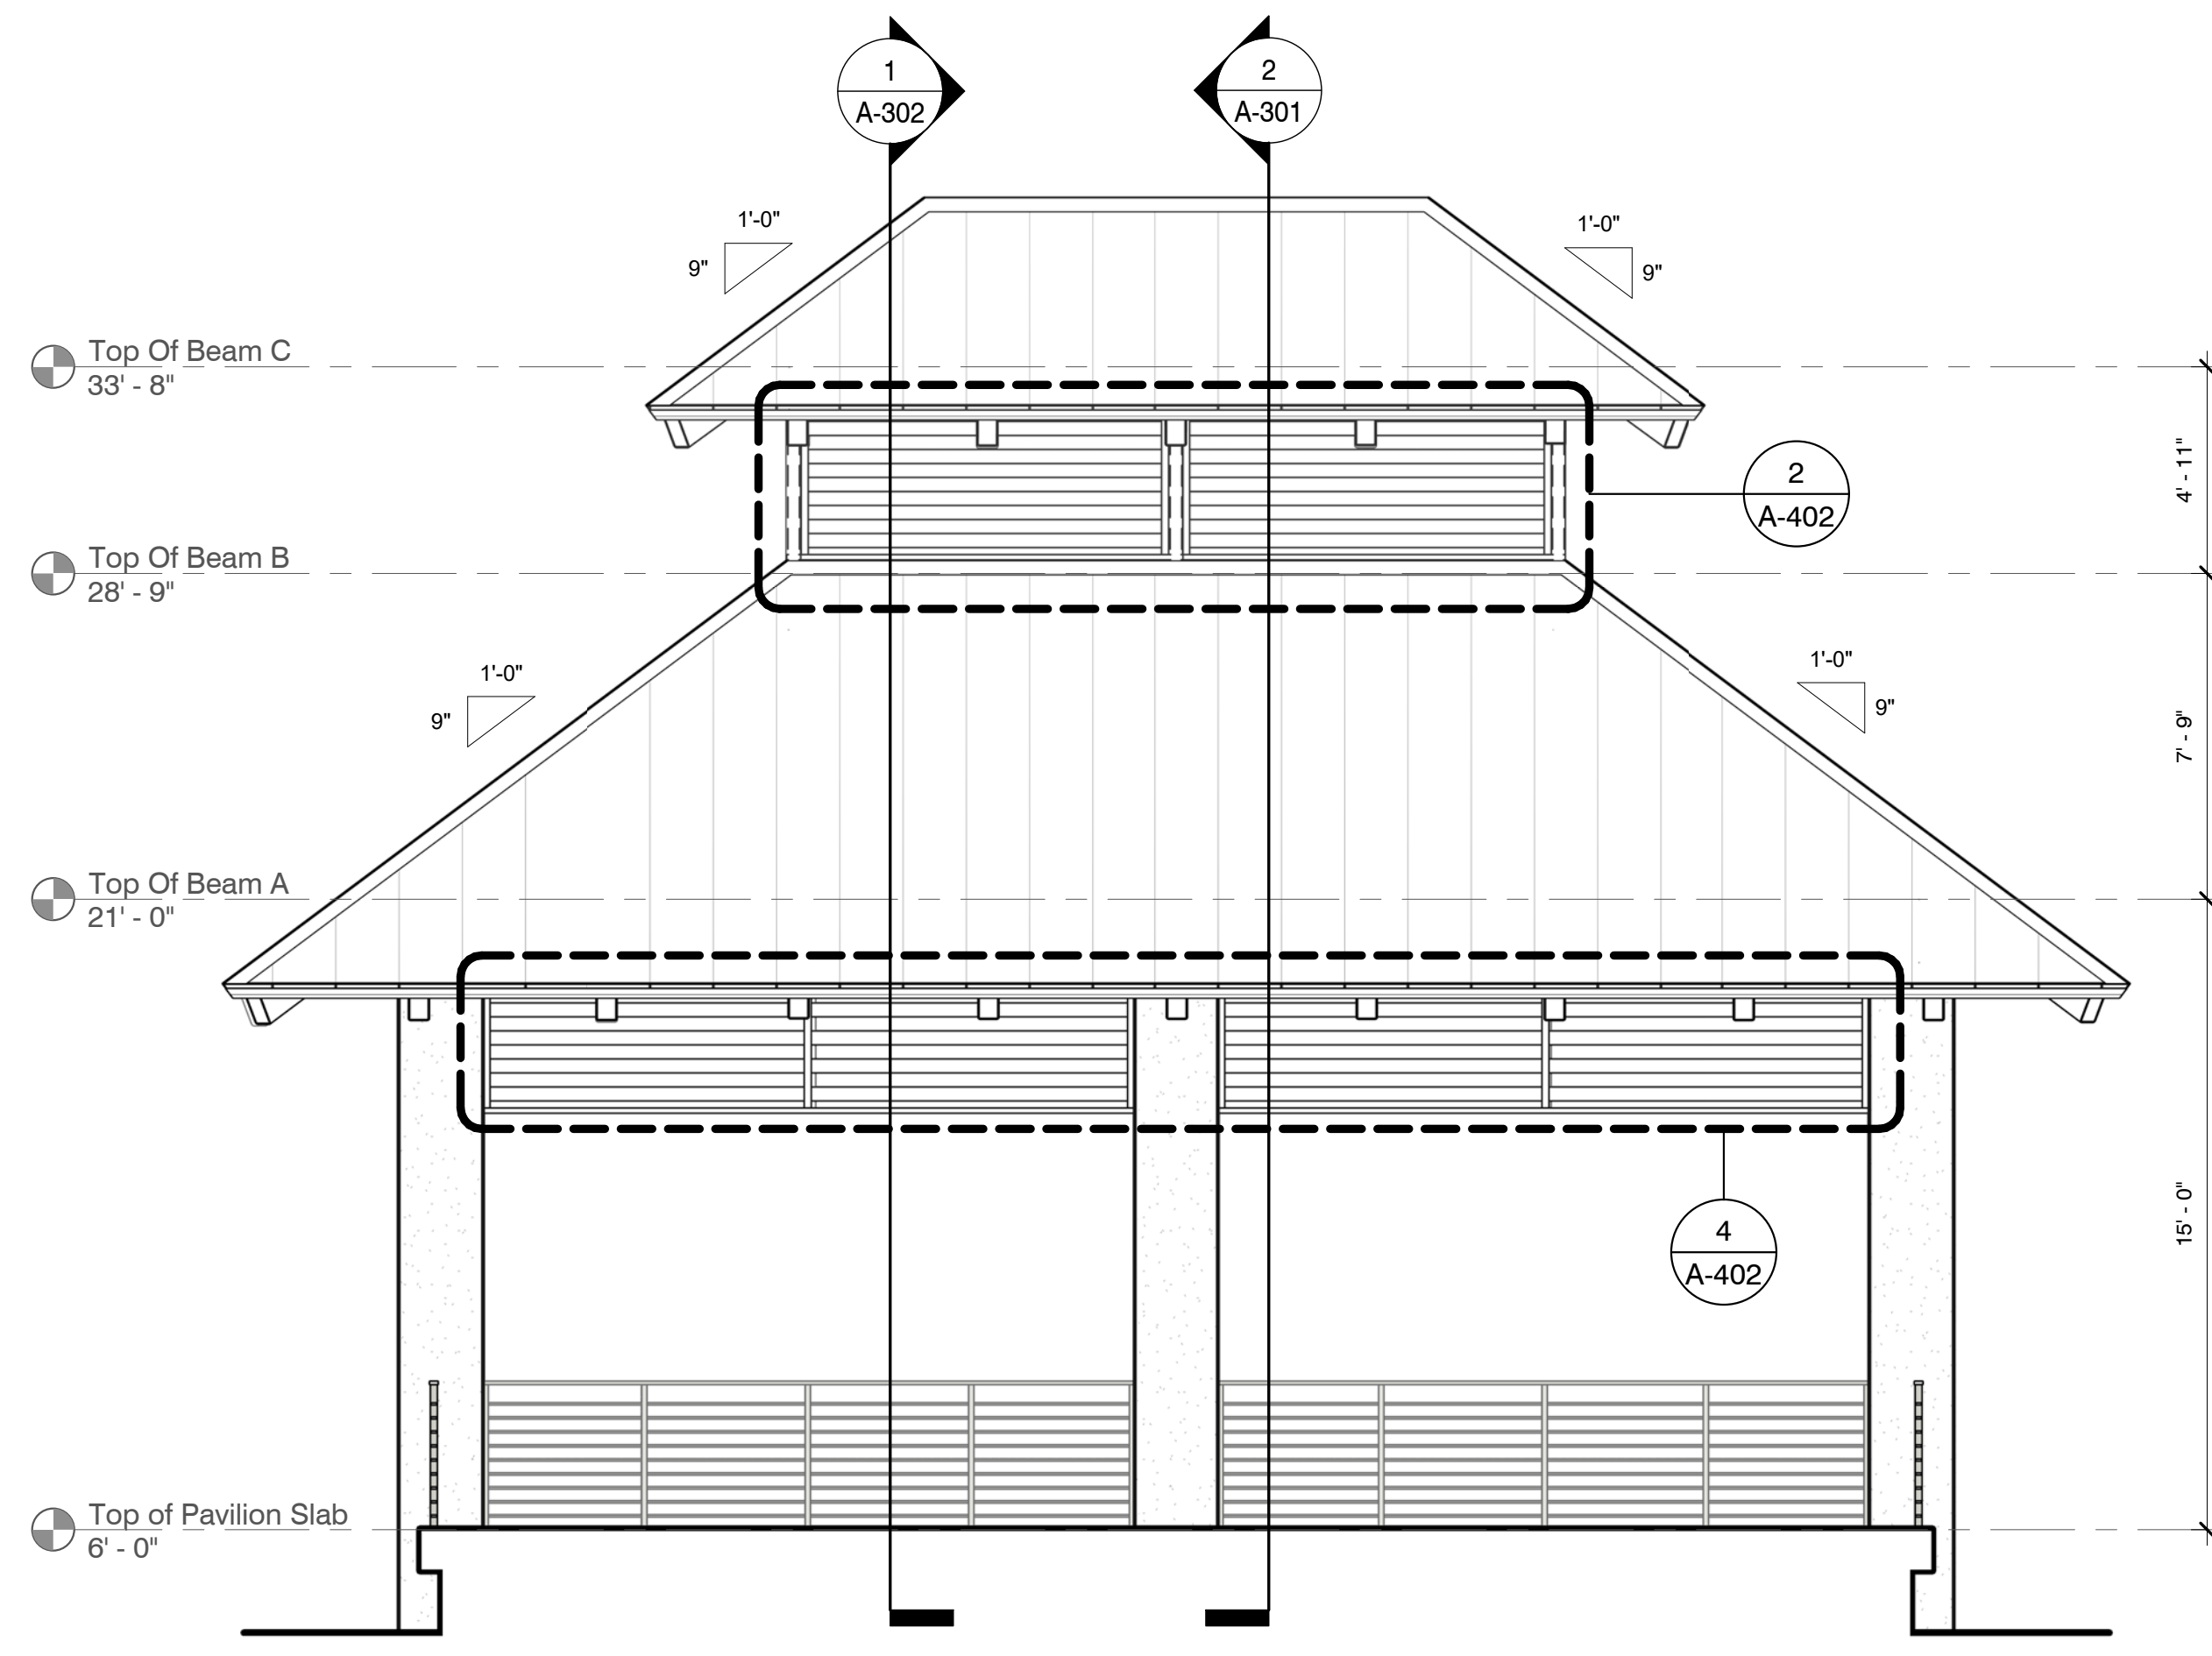 1
A-302
2
A-301
1'-0"
9"
1'-0"
9"
Top Of Beam C
33' - 8"
4' - 11"
2
A-402
Top Of Beam B
28' - 9"
1'-0"
9"
1'-0"
9"
7' - 9"
Top Of Beam A
21' - 0"
15' - 0"
4
A-402
Top of Pavilion Slab
6' - 0"